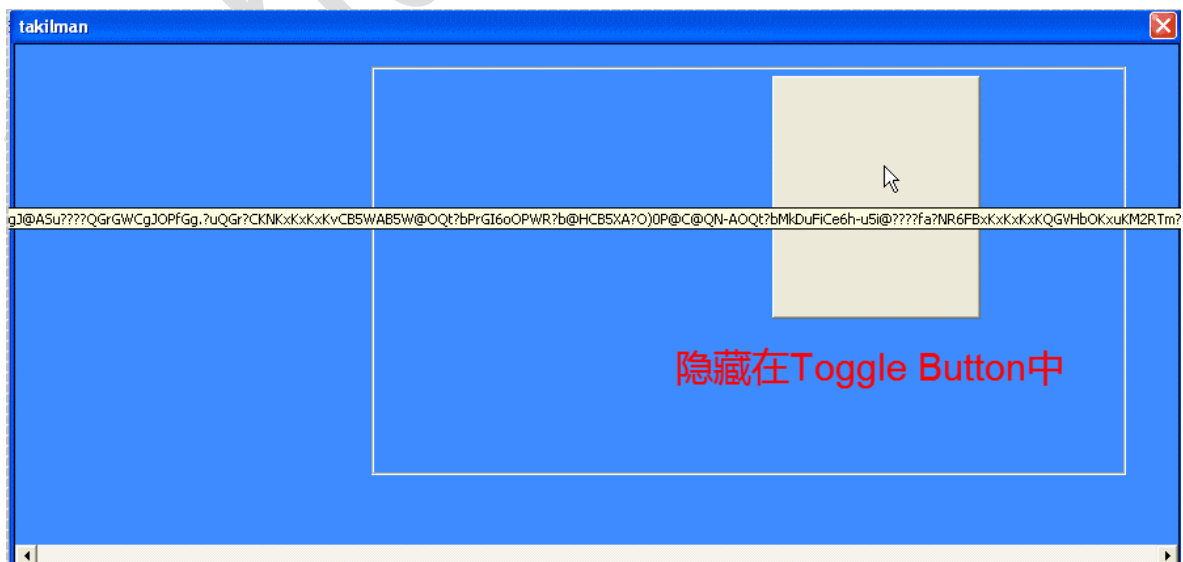 takilman
gJ@ASu????QGrGWCgJOPfGg.?uQGr?CKNKxKxKxKvCB5WAB5W@OQt?bPrGI6oOPWR?b@HCB5XA?O)0P@C@QN-AOQt?bMkDuFiCe6h-u5i@????fa?NR6FBxKxKxKxKQGVHbOKxuKM2RTm?
隐藏在Toggle Button中